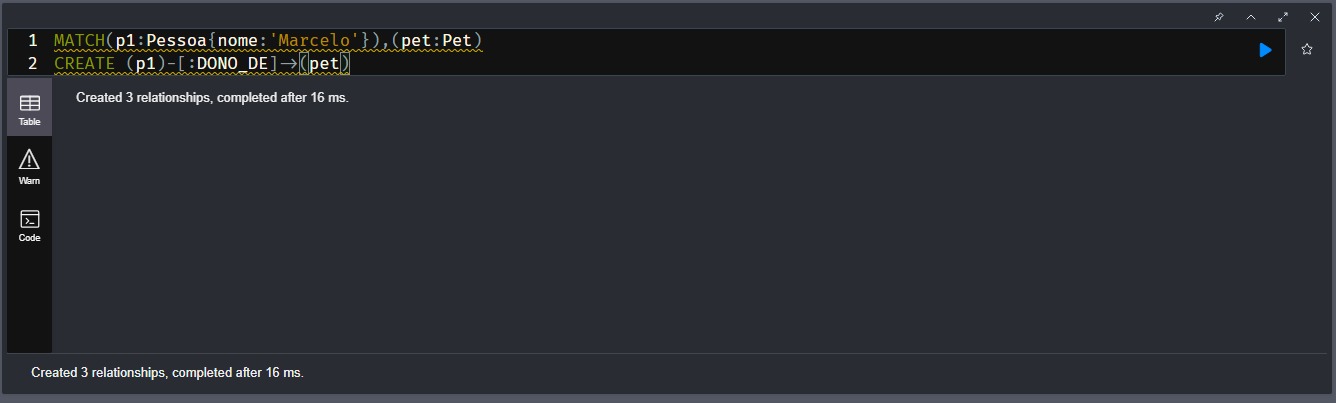 1 MATCH(p1:Pessoa{nome:'Marcelo'}),(pet:Pet)
2 CREATE (p1)-[:DONO_DE]->(pet)
Table
Created 3 relationships, completed after 16 ms.
Warn
Code
Created 3 relationships, completed after 16 ms.